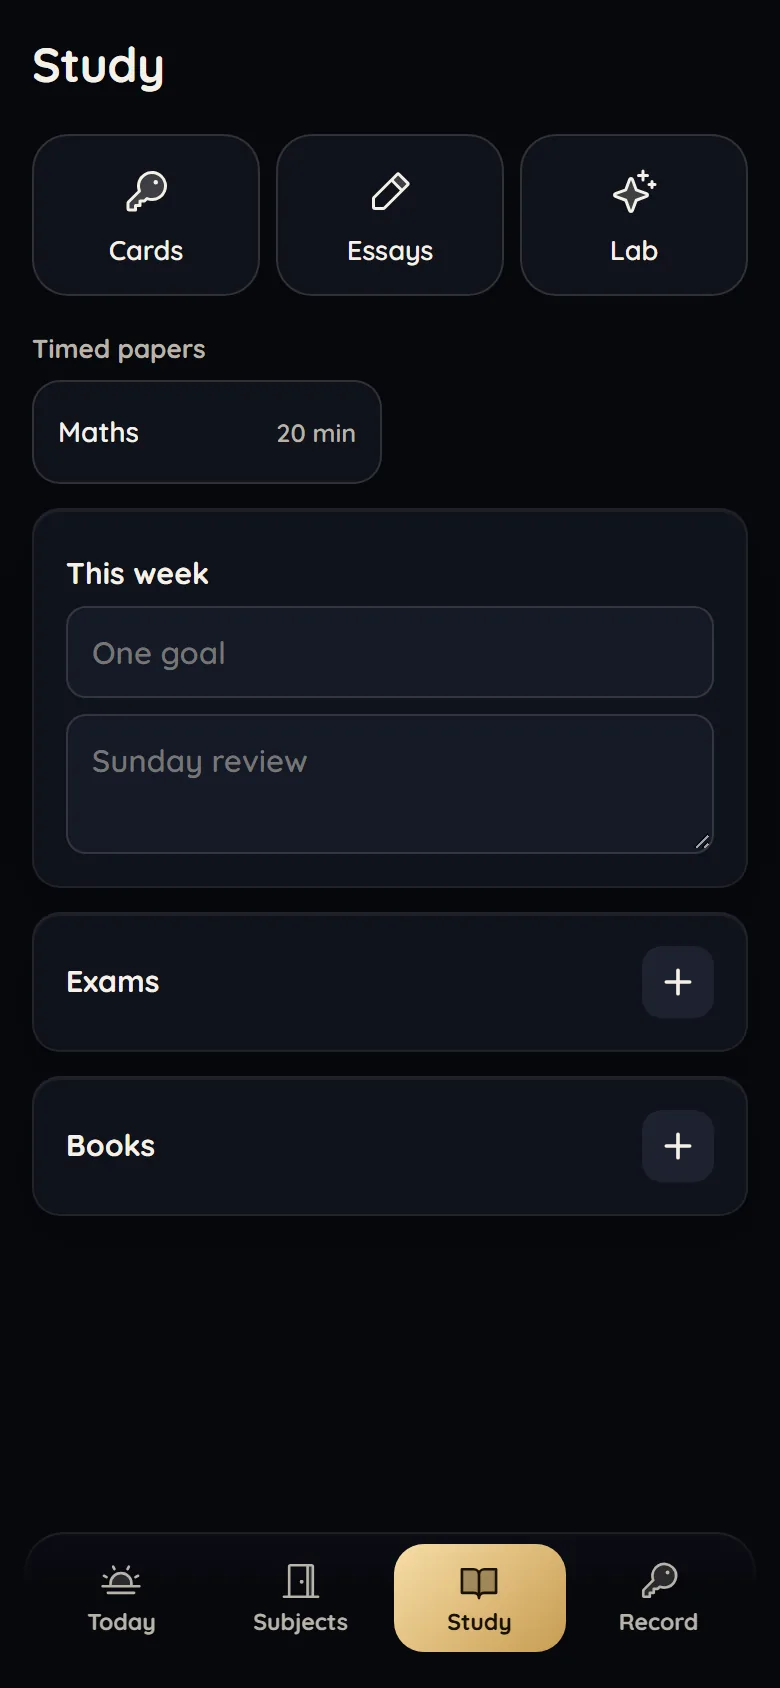 Study
Cards
Essays
Lab
Timed papers
Maths 20 min
This week
One goal
Sunday review
Exams
Books
Today
Subjects
Study
Record